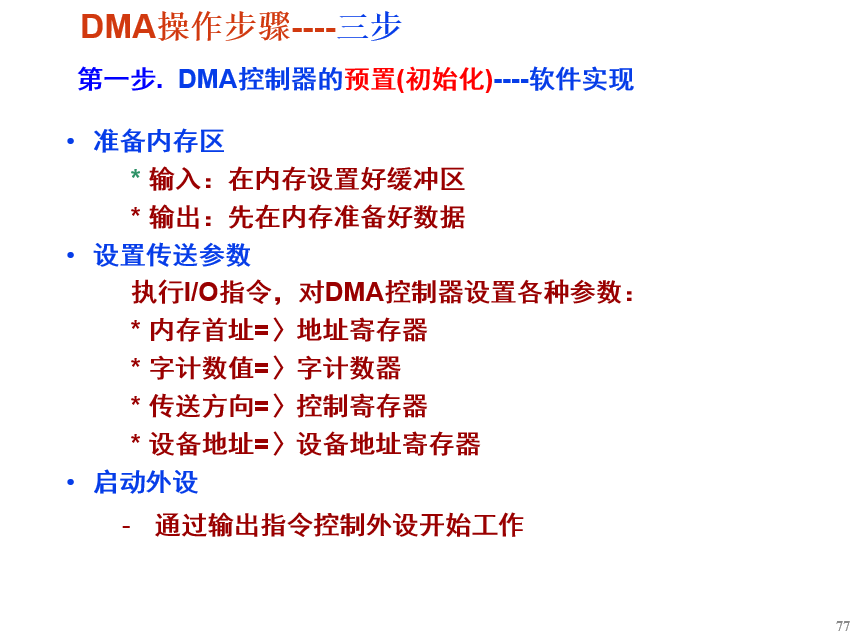 DMA操作步骤----三步
第一步. DMA控制器的预置(初始化)----软件实现
• 准备内存区
* 输入：在内存设置好缓冲区
* 输出：先在内存准备好数据
• 设置传送参数
执行I/O指令，对DMA控制器设置各种参数：
* 内存首址=〉地址寄存器
* 字计数值=〉字计数器
* 传送方向=〉控制寄存器
* 设备地址=〉设备地址寄存器
• 启动外设
- 通过输出指令控制外设开始工作
77